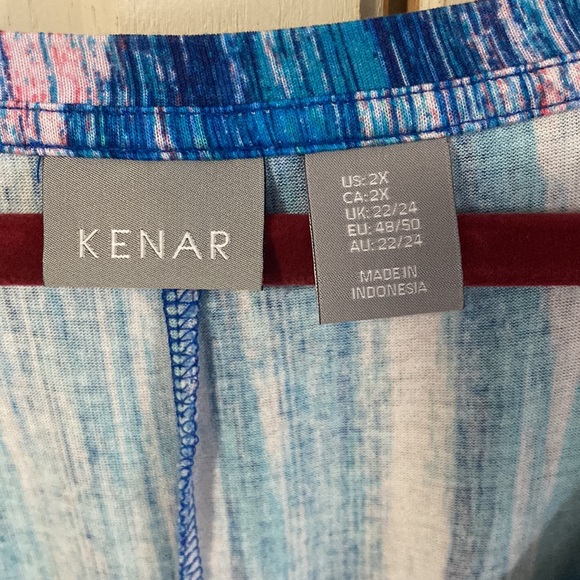 KENAR
US: 2X
CA: 2X
UK: 22/24
EU: 48/50
AU: 22/24
MADE IN
INDONESIA